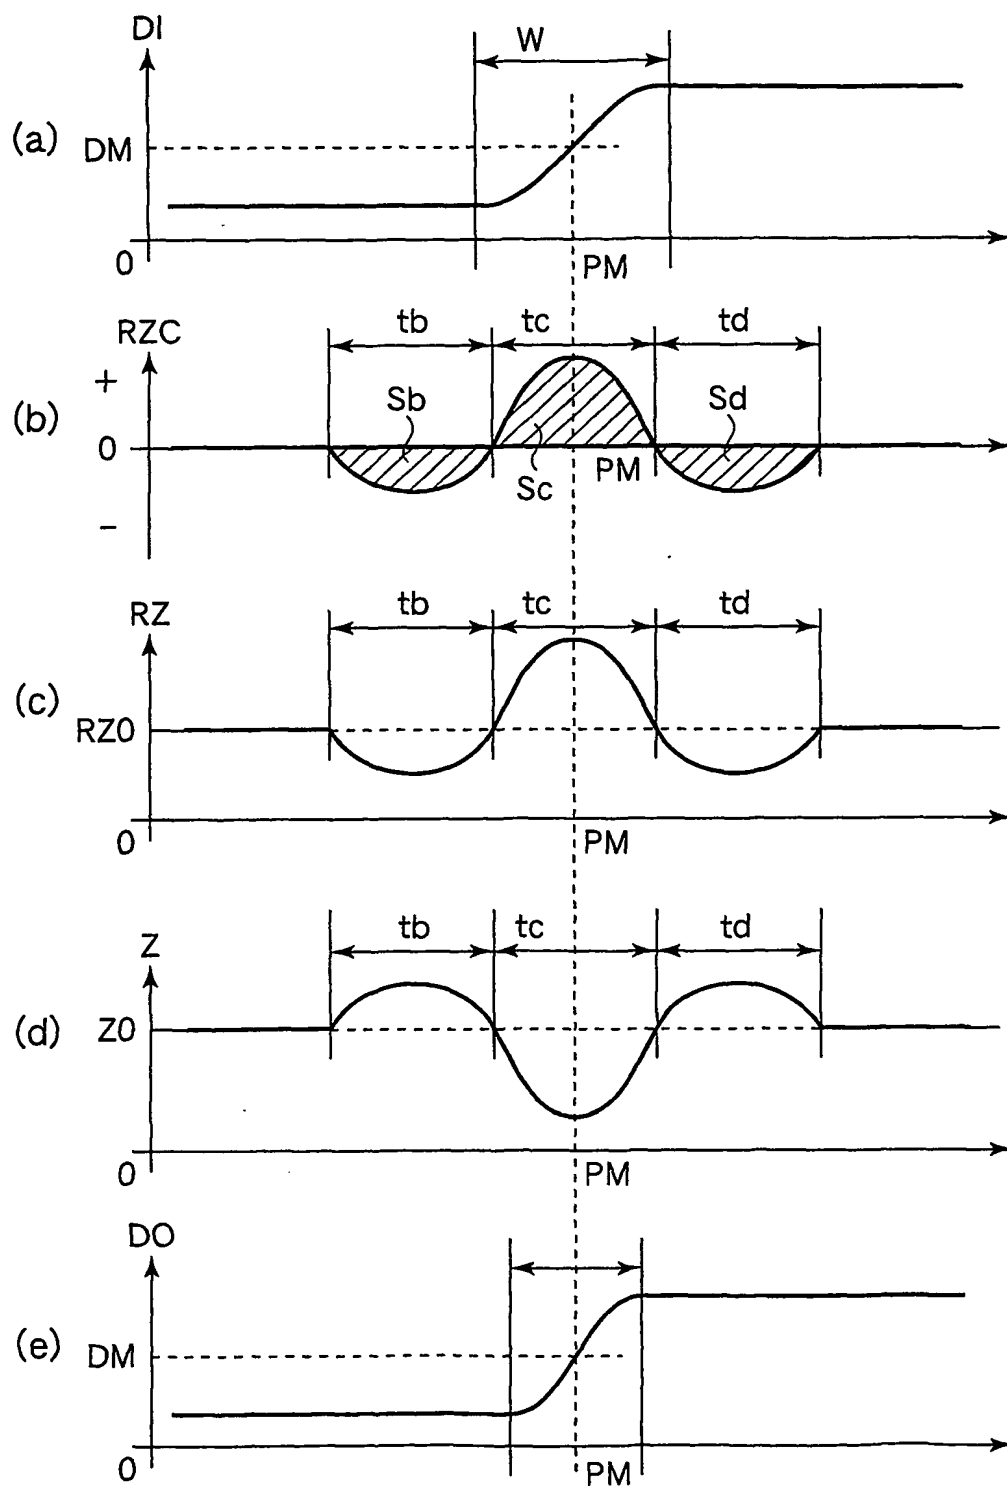 DI
W
(a)
DM
0
PM
RZC
tb
tc
td
+
(b)
Sb
Sd
0
PM
Sc
−
RZ
tb
tc
td
(c)
RZ0
0
PM
Z
tb
tc
td
(d)
Z0
0
PM
DO
(e)
DM
0
PM